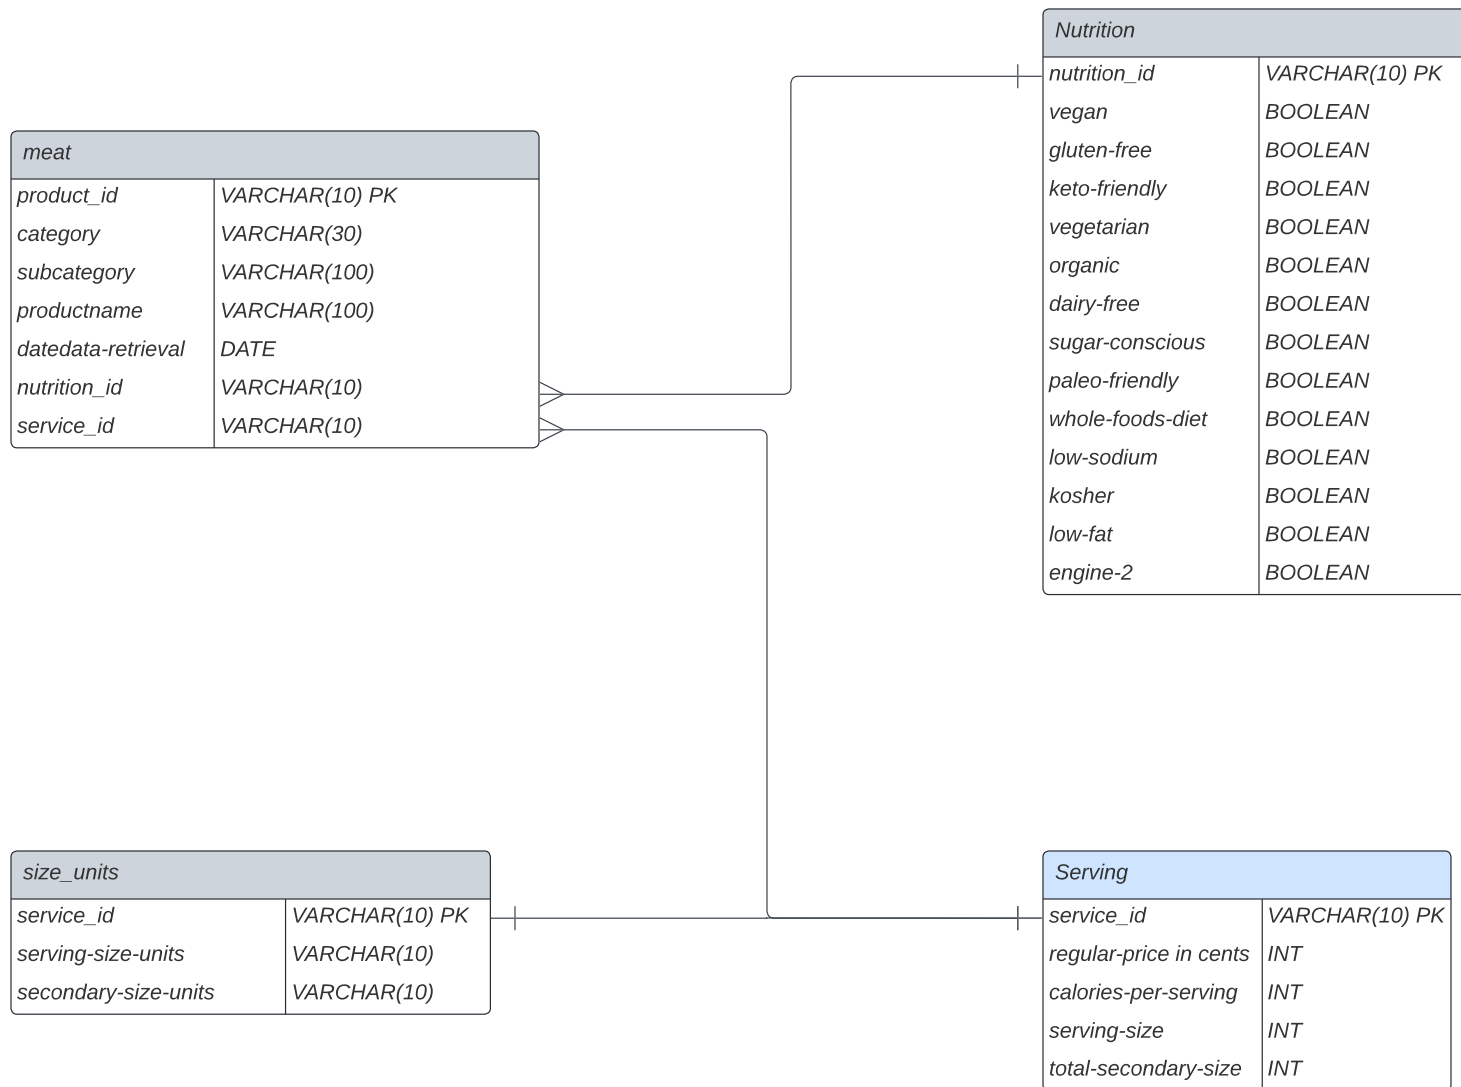 Nutrition
nutrition_id VARCHAR(10) PK
vegan BOOLEAN
gluten-free BOOLEAN
keto-friendly BOOLEAN
vegetarian BOOLEAN
organic BOOLEAN
dairy-free BOOLEAN
sugar-conscious BOOLEAN
paleo-friendly BOOLEAN
whole-foods-diet BOOLEAN
low-sodium BOOLEAN
kosher BOOLEAN
low-fat BOOLEAN
engine-2 BOOLEAN
meat
product_id VARCHAR(10) PK
category VARCHAR(30)
subcategory VARCHAR(100)
productname VARCHAR(100)
datedata-retrieval DATE
nutrition_id VARCHAR(10)
service_id VARCHAR(10)
size_units
service_id VARCHAR(10) PK
serving-size-units VARCHAR(10)
secondary-size-units VARCHAR(10)
Serving
service_id VARCHAR(10) PK
regular-price in cents INT
calories-per-serving INT
serving-size INT
total-secondary-size INT